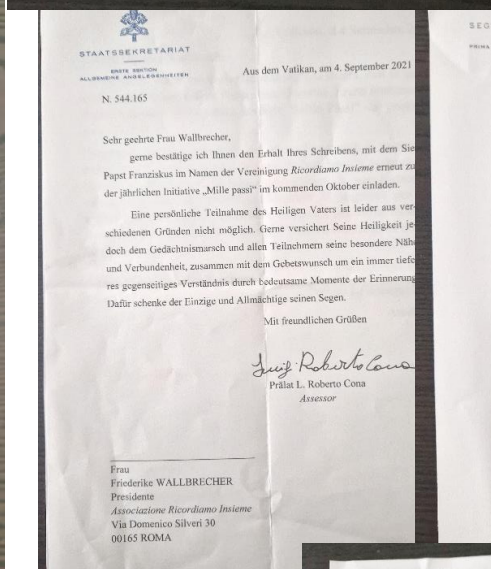 STAATSSEKRETARIAT
ERSTE SEKTION
ALLGEMEINE ANGELEGENHEITEN
Aus dem Vatikan, am 4. September 2021
N. 544.165
Sehr geehrte Frau Wallbrecher,
gerne bestätige ich Ihnen den Erhalt Ihres Schreibens, mit dem Sie
Papst Franziskus im Namen der Vereinigung Ricordiamo Insieme erneut zu
der jährlichen Initiative „Mille passi“ im kommenden Oktober einladen.
Eine persönliche Teilnahme des Heiligen Vaters ist leider aus ver-
schiedenen Gründen nicht möglich. Gerne versichert Seine Heiligkeit je-
doch dem Gedächtnismarsch und allen Teilnehmern seine besondere Nähe
und Verbundenheit, zusammen mit dem Gebetswunsch um ein immer tiefe
res gegenseitiges Verständnis durch bedeutsame Momente der Erinnerung
Dafür schenke der Einzige und Allmächtige seinen Segen.
Mit freundlichen Grüßen
Luigi Roberto Cona
Prälat L. Roberto Cona
Assessor
Frau
Friederike WALLBRECHER
Presidente
Associazione Ricordiamo Insieme
Via Domenico Silveri 30
00165 ROMA
SEG
PRIMA